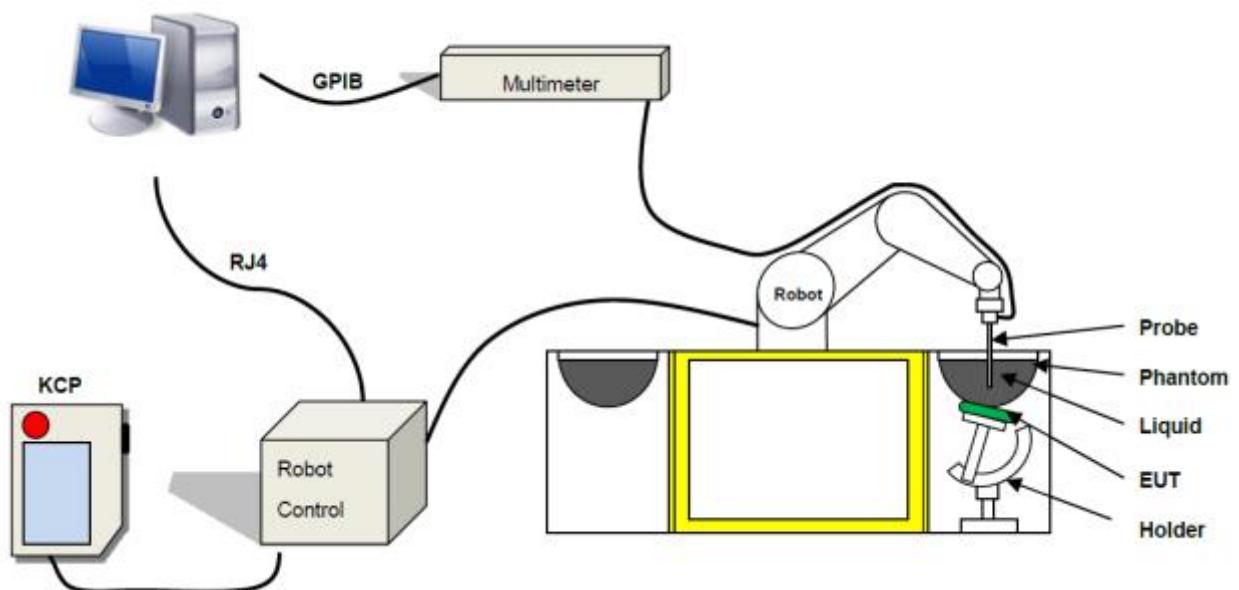 GPIB
Multimeter
RJ4
Robot
Probe
Phantom
KCP
Liquid
Robot
Control
EUT
Holder